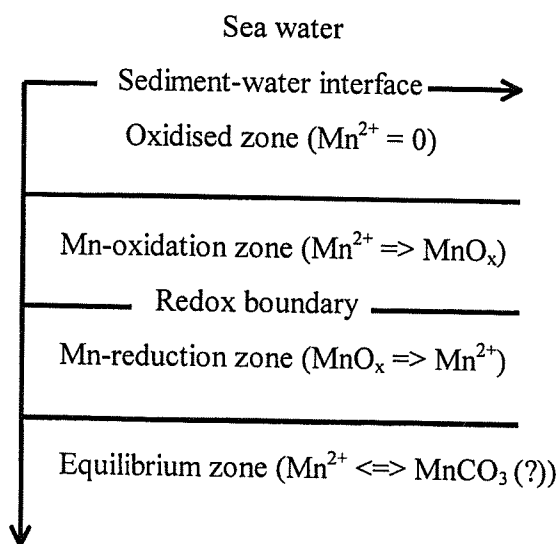 Sea water
Sediment-water interface
Oxidised zone (Mn²⁺ = 0)
Mn-oxidation zone (Mn²⁺ => MnOₓ)
Redox boundary
Mn-reduction zone (MnOₓ => Mn²⁺)
Equilibrium zone (Mn²⁺ <=> MnCO₃ (?))